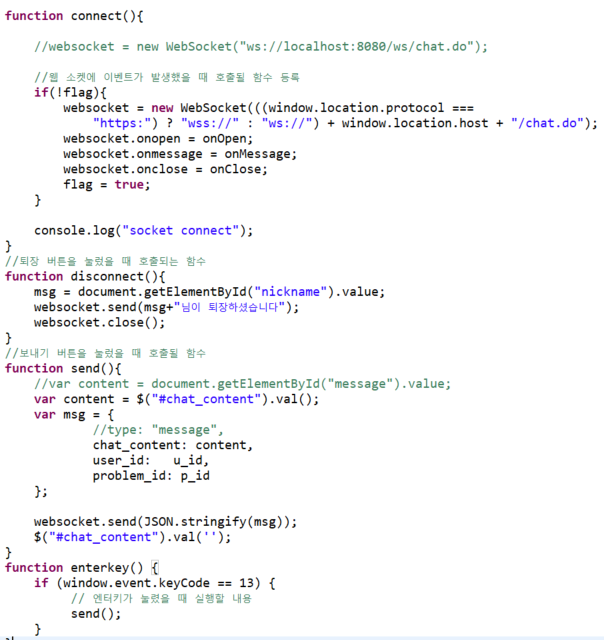 function connect(){
//websocket = new WebSocket("ws://localhost:8080/ws/chat.do");
//웹 소켓에 이벤트가 발생했을 때 호출될 함수 등록
if(!flag){
websocket = new WebSocket(((window.location.protocol ===
"https:") ? "wss://" : "ws://") + window.location.host + "/chat.do");
websocket.onopen = onOpen;
websocket.onmessage = onMessage;
websocket.onclose = onClose;
flag = true;
}
console.log("socket connect");
}
//퇴장 버튼을 눌렀을 때 호출되는 함수
function disconnect(){
msg = document.getElementById("nickname").value;
websocket.send(msg+"님이 퇴장하셨습니다");
websocket.close();
}
//보내기 버튼을 눌렀을 때 호출될 함수
function send(){
//var content = document.getElementById("message").value;
var content = $("#chat_content").val();
var msg = {
//type: "message",
chat_content: content,
user_id:   u_id,
problem_id: p_id
};
websocket.send(JSON.stringify(msg));
$("#chat_content").val('');
}
function enterkey() {
if (window.event.keyCode == 13) {
// 엔터키가 눌렸을 때 실행할 내용
send();
}